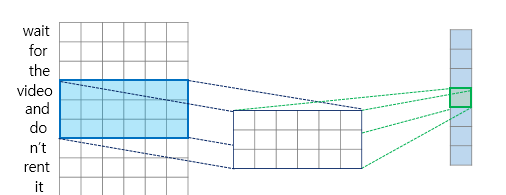 wait
for
the
video
and
do
n't
rent
it